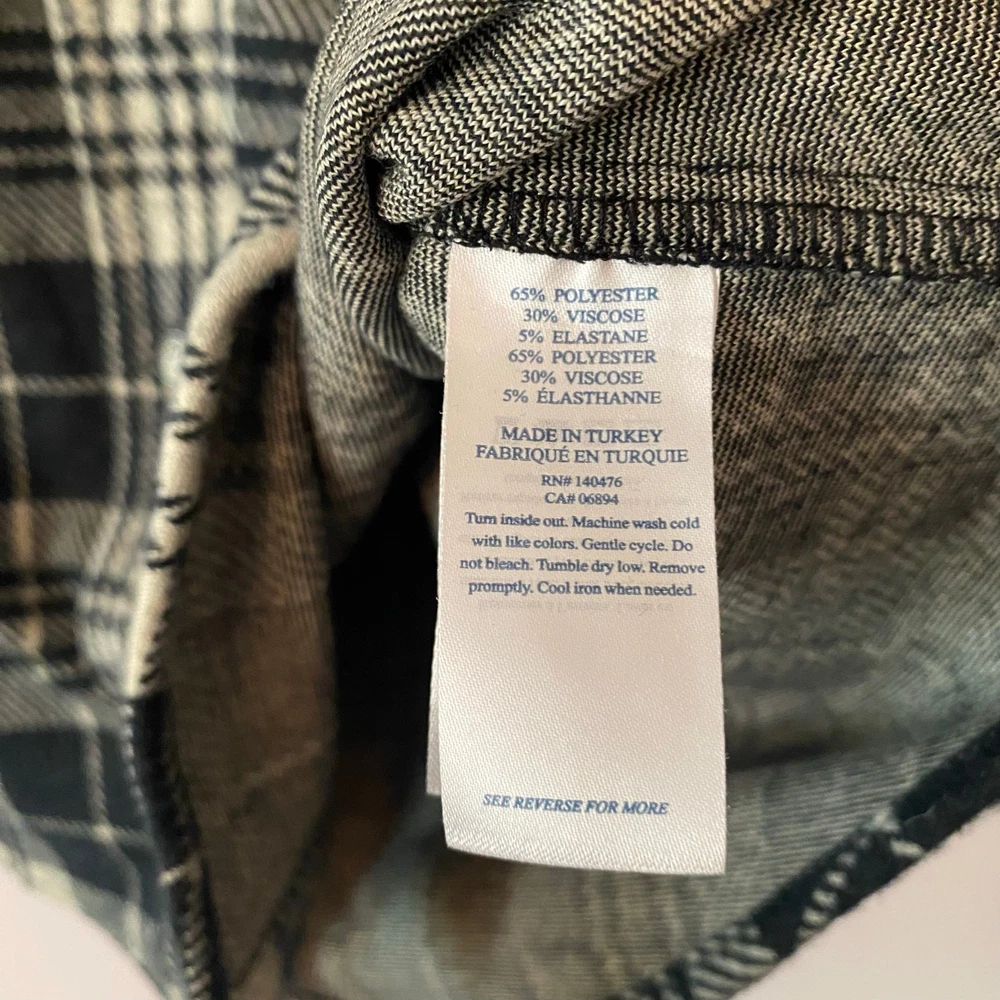 65% POLYESTER
30% VISCOSE
5% ELASTANE
65% POLYESTER
30% VISCOSE
5% ÉLASTHANNE
MADE IN TURKEY
FABRIQUÉ EN TURQUIE
RN# 140476
CA# 06894
Turn inside out. Machine wash cold
with like colors. Gentle cycle. Do
not bleach. Tumble dry low. Remove
promptly. Cool iron when needed.
SEE REVERSE FOR MORE